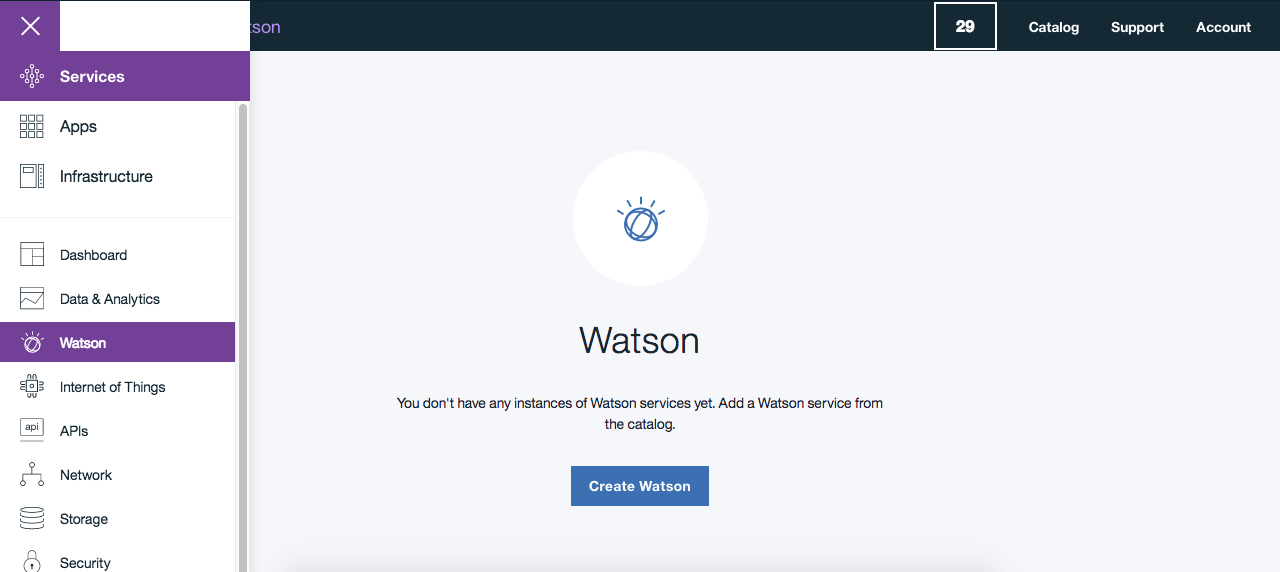 tson
29
Catalog
Support
Account
Services
Apps
Infrastructure
Dashboard
Data & Analytics
Watson
Internet of Things
api
APIs
Network
Storage
Security
Watson
You don't have any instances of Watson services yet. Add a Watson service from
the catalog.
Create Watson